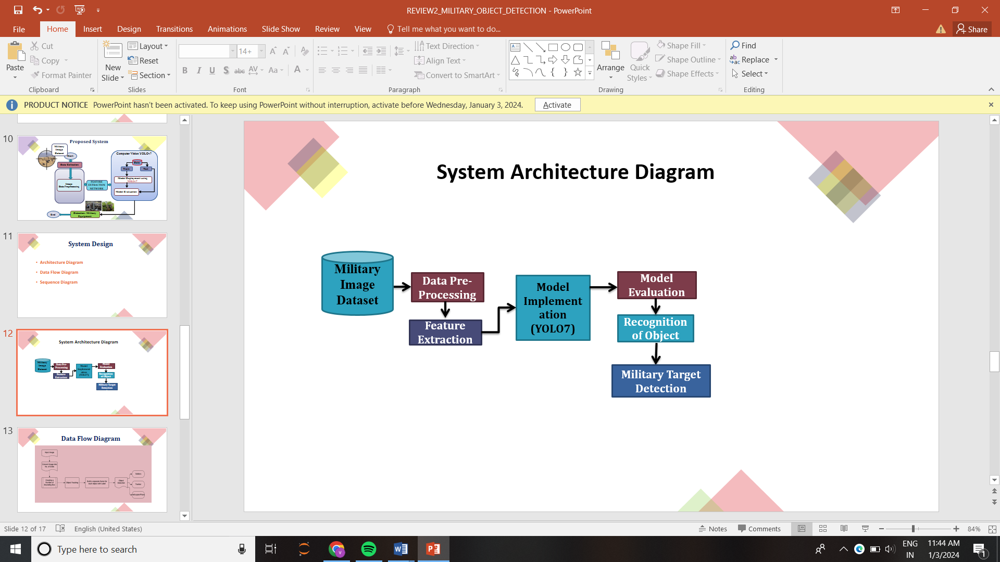 REVIEW2_MILITARY_OBJECT_DETECTION - PowerPoint
File Home Insert Design Transitions Animations Slide Show Review View Tell me what you want to do... Share
Paste
Cut
Copy
Format Painter
Clipboard
New Slide
Layout
Reset
Section
Slides
14+
B I U S abc AV Aa A
Font
Text Direction
Align Text
Convert to SmartArt
Paragraph
Arrange
Quick Styles
Shape Fill
Shape Outline
Shape Effects
Drawing
Find
Replace
Select
Editing
PRODUCT NOTICE PowerPoint hasn't been activated. To keep using PowerPoint without interruption, activate before Wednesday, January 3, 2024. Activate
10
Proposed System
Military
Image
Dataset
Start
Data Collection
Image
Data Preprocessing
FEATURE
EXTRACTION
NETWORK
Computer Vision YOLOv7
Data
Train Test
Model Deployment using
YOLOv7
Model Evaluation
Detection: Military
Equipment
End
11
System Design
• Architecture Diagram
• Data Flow Diagram
• Sequence Diagram
12
System Architecture Diagram
Military
Image
Dataset
Data Pre-
Processing
Feature
Extraction
Model
Implement
ation
(YOLO7)
Model
Evaluation
Recognition
of Object
Military Target
Detection
13
Data Flow Diagram
Input Image
Object Tracking
Object
Detection
System Architecture Diagram
Military
Image
Dataset
Data Pre-
Processing
Feature
Extraction
Model
Implement
ation
(YOLO7)
Model
Evaluation
Recognition
of Object
Military Target
Detection
Slide 12 of 17 English (United States) Notes Comments 84%
Type here to search
ENG
IN
11:44 AM
1/3/2024
1